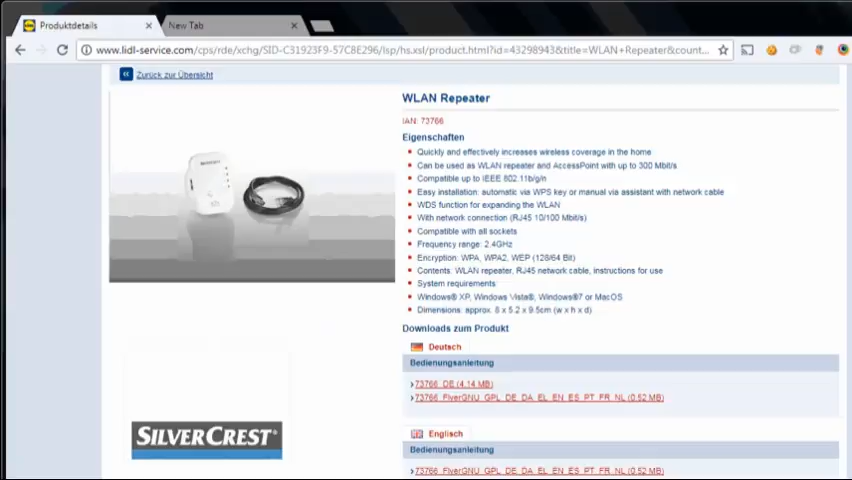 Produktdetails
New Tab
www.lidl-service.com/cps/rde/xchg/SID-C31923F9-57C8E296/lsp/hs.xsl/product.html?id=43298943&title=WLAN+Repeater&count...
Zurück zur Übersicht
WLAN Repeater
IAN: 73766
Eigenschaften
Quickly and effectively increases wireless coverage in the home
Can be used as WLAN repeater and AccessPoint with up to 300 Mbit/s
Compatible up to IEEE 802.11b/g/n
Easy installation: automatic via WPS key or manual via assistant with network cable
WDS function for expanding the WLAN
With network connection (RJ45 10/100 Mbit/s)
Compatible with all sockets
Frequency range: 2.4GHz
Encryption: WPA, WPA2, WEP (128/64 Bit)
Contents: WLAN repeater, RJ45 network cable, instructions for use
System requirements
Windows® XP, Windows Vista®, Windows®7 or MacOS
Dimensions: approx. 8 x 5.2 x 9.5cm (w x h x d)
Downloads zum Produkt
Deutsch
Bedienungsanleitung
73766_DE (4.14 MB)
73766_FlyerGNU_GPL_DE_DA_EL_EN_ES_PT_FR_NL (0.52 MB)
SILVERCREST®
Englisch
Bedienungsanleitung
73766_FlyerGNU_GPL_DE_DA_EL_EN_ES_PT_FR_NL (0.52 MB)